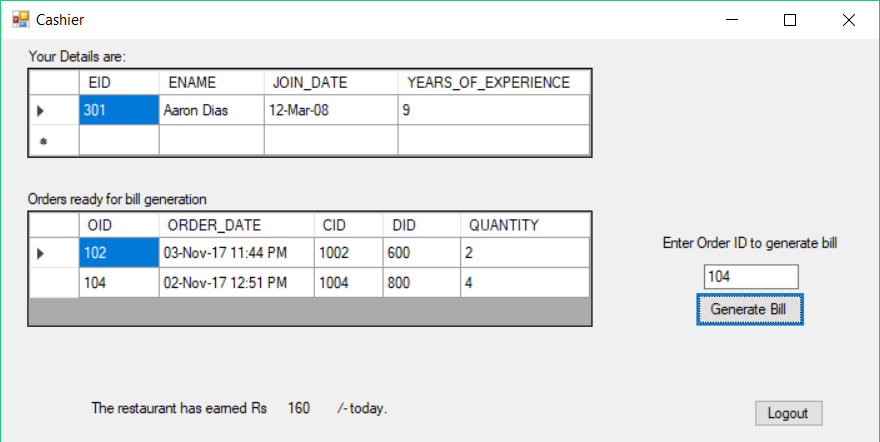 Cashier
Your Details are:
EID ENAME JOIN_DATE YEARS_OF_EXPERIENCE
301 Aaron Dias 12-Mar-08 9
Orders ready for bill generation
OID ORDER_DATE CID DID QUANTITY
102 03-Nov-17 11:44 PM 1002 600 2
104 02-Nov-17 12:51 PM 1004 800 4
Enter Order ID to generate bill
104
Generate Bill
The restaurant has earned Rs 160 /- today.
Logout